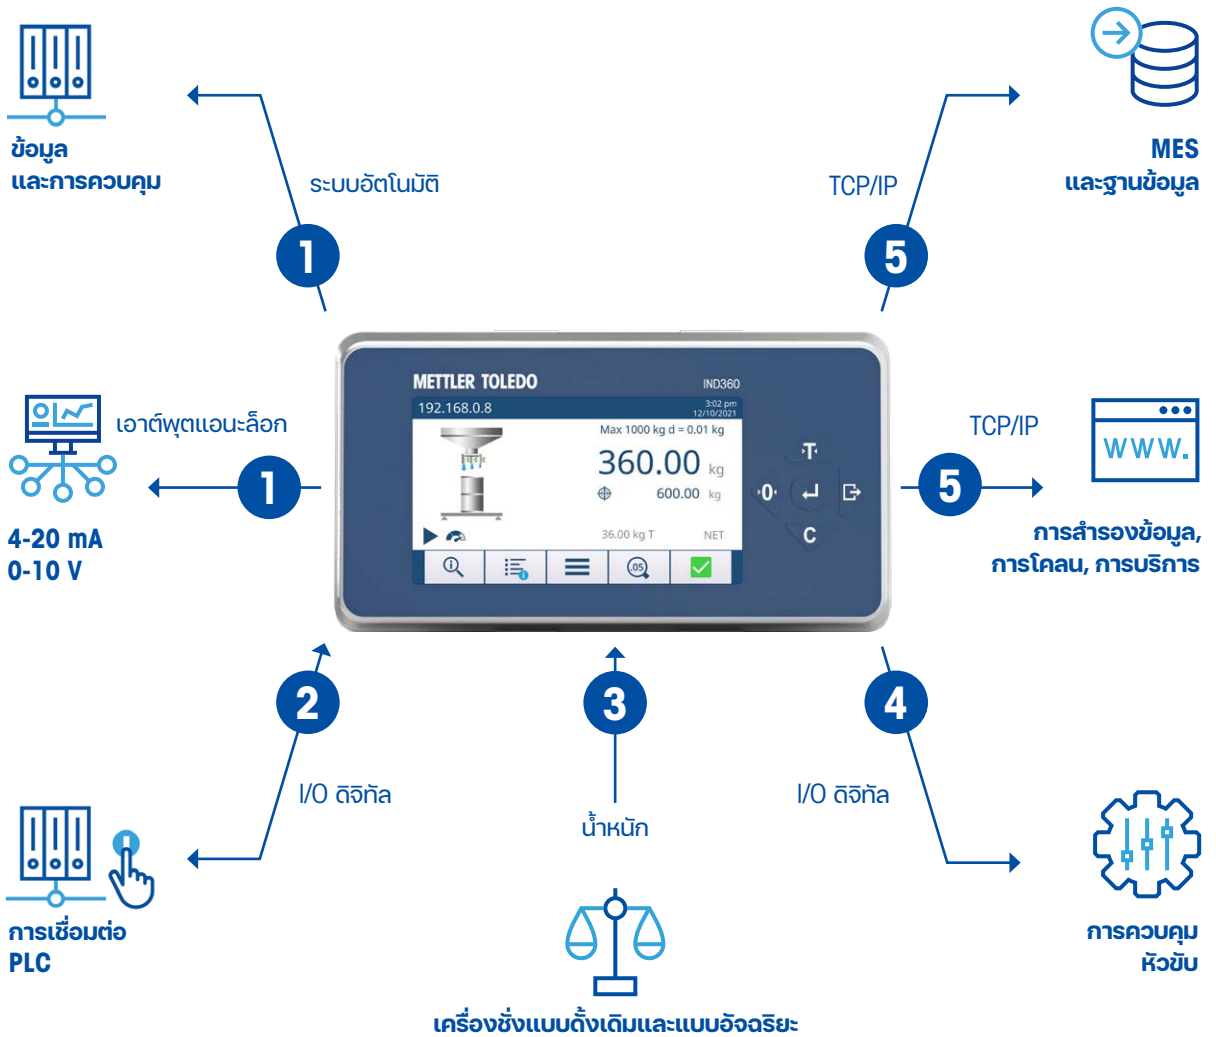 ข้อมูล
และการควบคุม
ระบบอัตโนมัติ
1
TCP/IP
5
MES
และฐานข้อมูล
METTLER TOLEDO
IND360
192.168.0.8
3:02 pm
12/10/2021
Max 1000 kg d = 0.01 kg
360.00 kg
600.00 kg
36.00 kg T
NET
.05
T
0
C
เอาต์พุตแอนะล็อก
1
4-20 mA
0-10 V
TCP/IP
5
WWW.
การสำรองข้อมูล,
การโคลน, การบริการ
2
I/O ดิจิทัล
การเชื่อมต่อ
PLC
3
น้ำหนัก
เครื่องชั่งแบบดั้งเดิมและแบบอัจฉริยะ
4
I/O ดิจิทัล
การควบคุม
หัวขับ